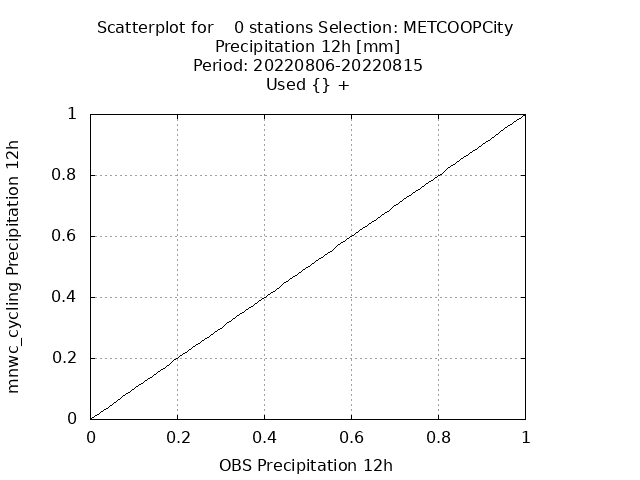 Scatterplot for    0 stations Selection: METCOOPCity
Precipitation 12h [mm]
Period: 20220806-20220815
Used {} +
1
0.8
0.6
0.4
0.2
0
mnwc_cycling Precipitation 12h
0 0.2 0.4 0.6 0.8 1
OBS Precipitation 12h